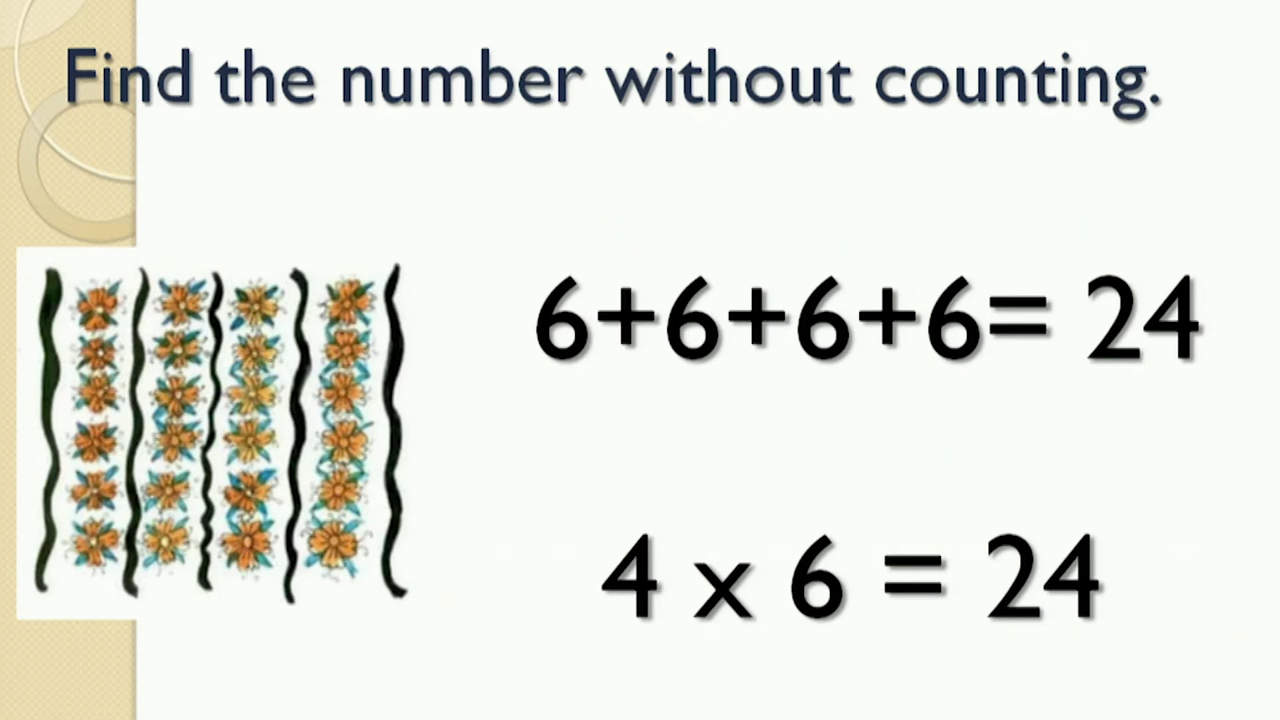 Find the number without counting.
6+6+6+6= 24
4 x 6 = 24